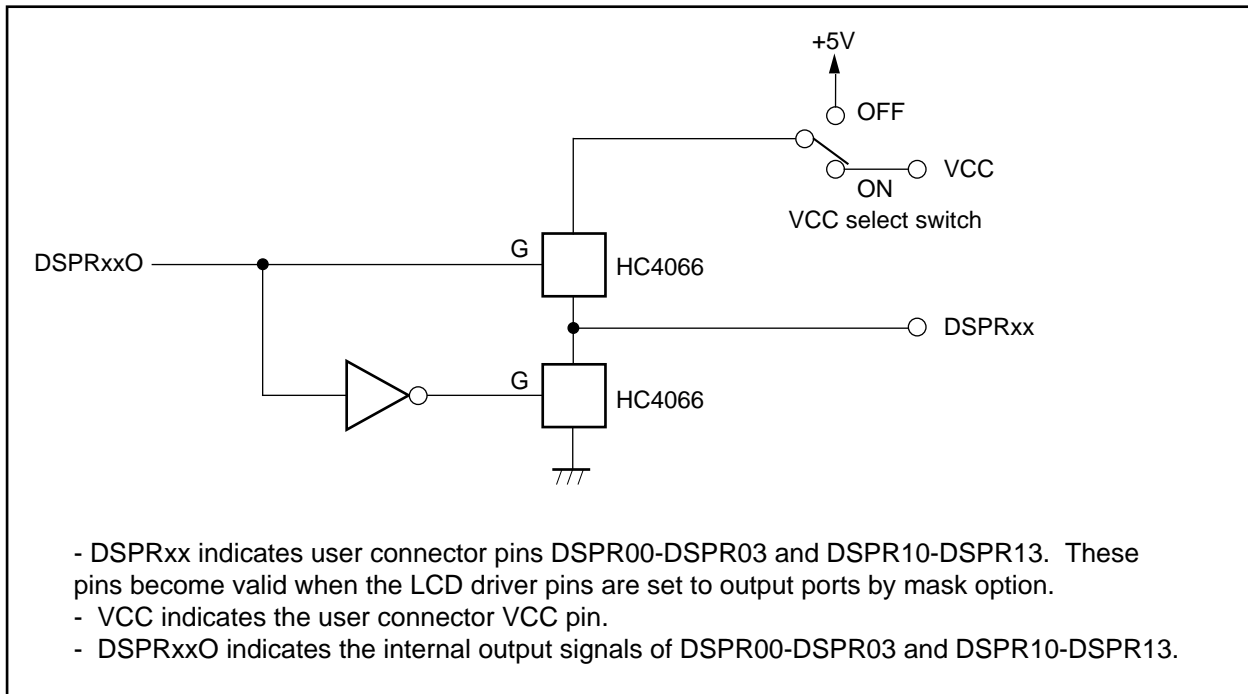 +5V
OFF
VCC
ON
VCC select switch
G
DSPRxxO
HC4066
DSPRxx
G
HC4066
- DSPRxx indicates user connector pins DSPR00-DSPR03 and DSPR10-DSPR13.  These
pins become valid when the LCD driver pins are set to output ports by mask option.
-  VCC indicates the user connector VCC pin.
-  DSPRxxO indicates the internal output signals of DSPR00-DSPR03 and DSPR10-DSPR13.